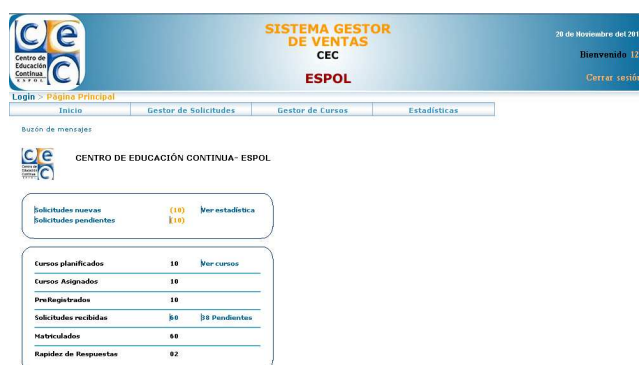 Centro de
Educación
Continua
ESPOL
SISTEMA GESTOR
DE VENTAS
CEC
ESPOL
20 de Noviembre del 201
Bienvenido 12
Cerrar sesión
Login > Página Principal
Inicio Gestor de Solicitudes Gestor de Cursos Estadísticas
Buzón de mensajes
CENTRO DE EDUCACIÓN CONTINUA- ESPOL
Solicitudes nuevas (10) Ver estadística
Solicitudes pendientes (10)
Cursos planificados 10 Ver cursos
Cursos Asignados 10
PreRegistrados 10
Solicitudes recibidas 60 38 Pendientes
Matriculados 60
Rapidez de Respuestas 02